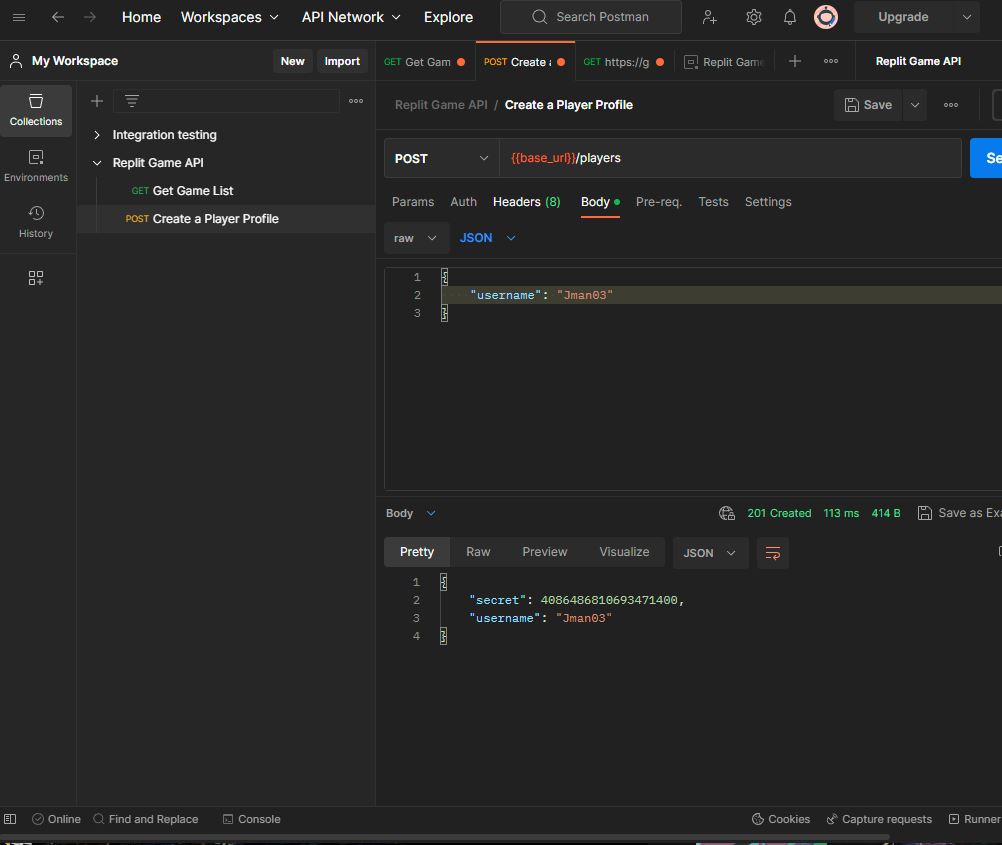 Home Workspaces API Network Explore Search Postman Upgrade
My Workspace New Import GET Get Gam POST Create GET https://g Replit Game Replit Game API
Collections
Environments
History
Integration testing
Replit Game API
GET Get Game List
POST Create a Player Profile
Replit Game API / Create a Player Profile Save
POST {{base_url}}/players Se
Params Auth Headers (8) Body Pre-req. Tests Settings
raw JSON
1 {
2 "username": "Jman03"
3 }
Body 201 Created 113 ms 414 B Save as Exa
Pretty Raw Preview Visualize JSON
1 {
2 "secret": 4086486810693471400,
3 "username": "Jman03"
4 }
Online Find and Replace Console Cookies Capture requests Runner